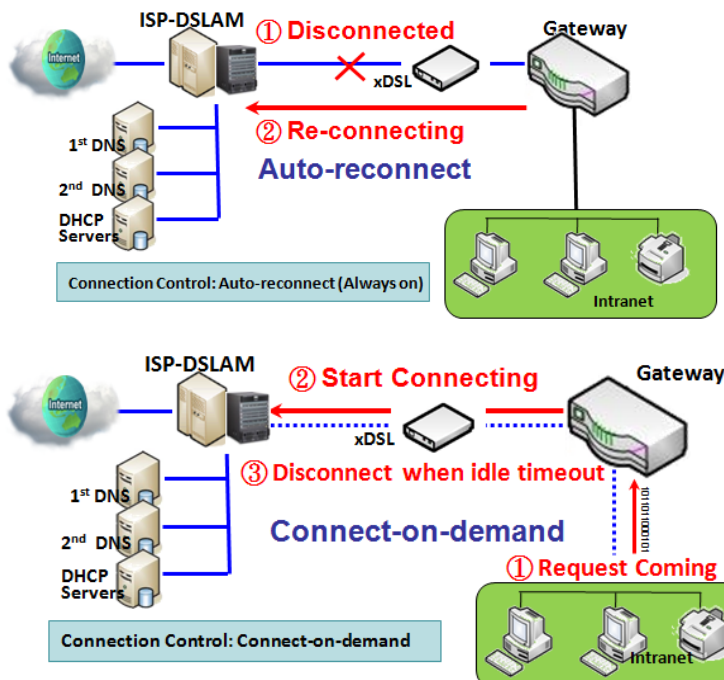 ISP-DSLAM
① Disconnected
Gateway
Internet
xDSL
② Re-connecting
1st DNS
Auto-reconnect
2nd DNS
DHCP
Servers
Connection Control: Auto-reconnect (Always on)
Intranet
ISP-DSLAM
② Start Connecting
Gateway
Internet
xDSL
③ Disconnect when idle timeout
1st DNS
101101000101
Connect-on-demand
2nd DNS
① Request Coming
DHCP
Servers
Connection Control: Connect-on-demand
Intranet